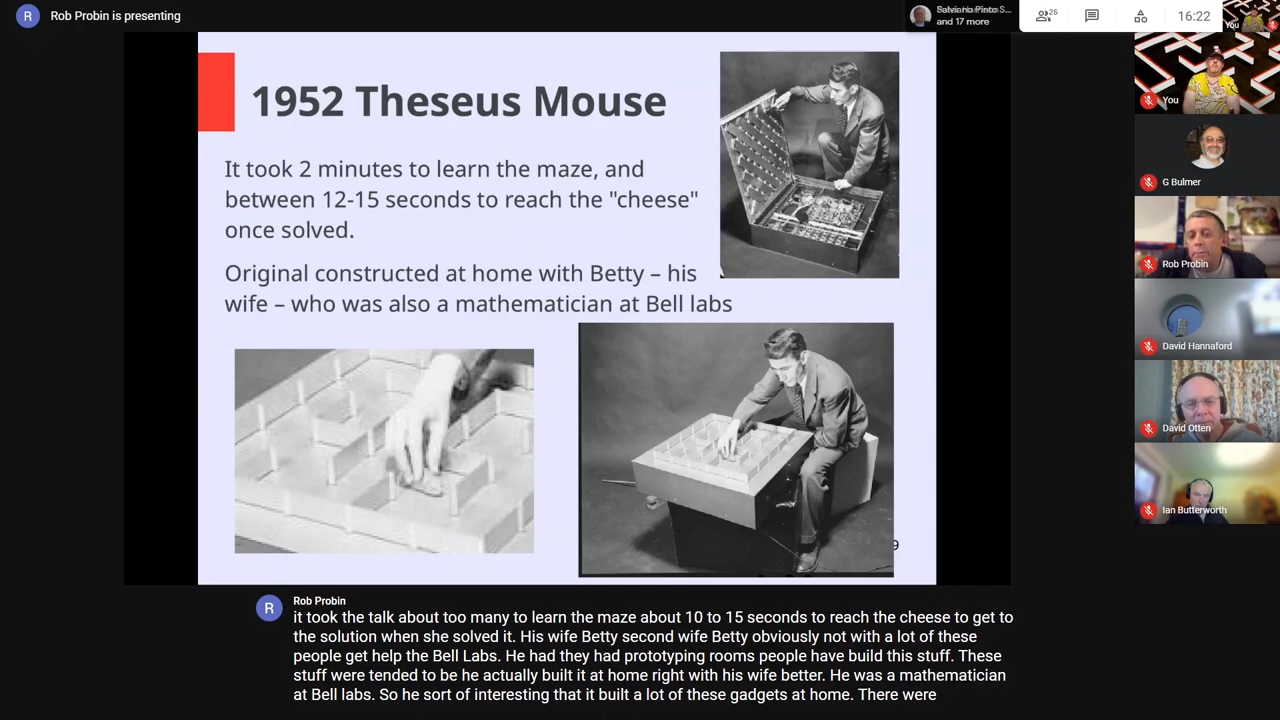 R
Rob Probin is presenting
and 17 more
25
16:22
You
1952 Theseus Mouse
It took 2 minutes to learn the maze, and
between 12-15 seconds to reach the "cheese"
once solved.
Original constructed at home with Betty – his
wife – who was also a mathematician at Bell labs
9
You
G Bulmer
Rob Probin
David Hannaford
David Otten
Ian Butterworth
R
Rob Probin
it took the talk about too many to learn the maze about 10 to 15 seconds to reach the cheese to get to
the solution when she solved it. His wife Betty second wife Betty obviously not with a lot of these
people get help the Bell Labs. He had they had prototyping rooms people have build this stuff. These
stuff were tended to be he actually built it at home right with his wife better. He was a mathematician
at Bell labs. So he sort of interesting that it built a lot of these gadgets at home. There were